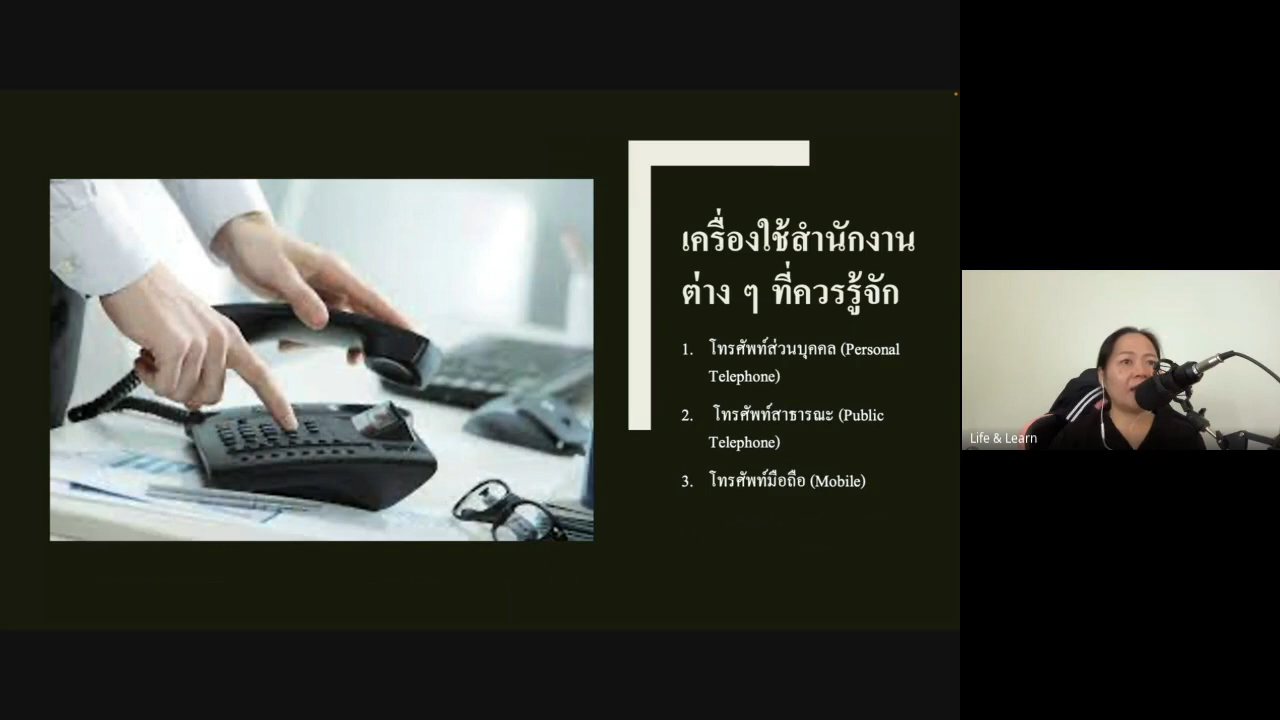 เครื่องใช้สำนักงาน
ต่าง ๆ ที่ควรรู้จัก
1. โทรศัพท์ส่วนบุคคล (Personal
Telephone)
2. โทรศัพท์สาธารณะ (Public
Telephone)
3. โทรศัพท์มือถือ (Mobile)
Life & Learn